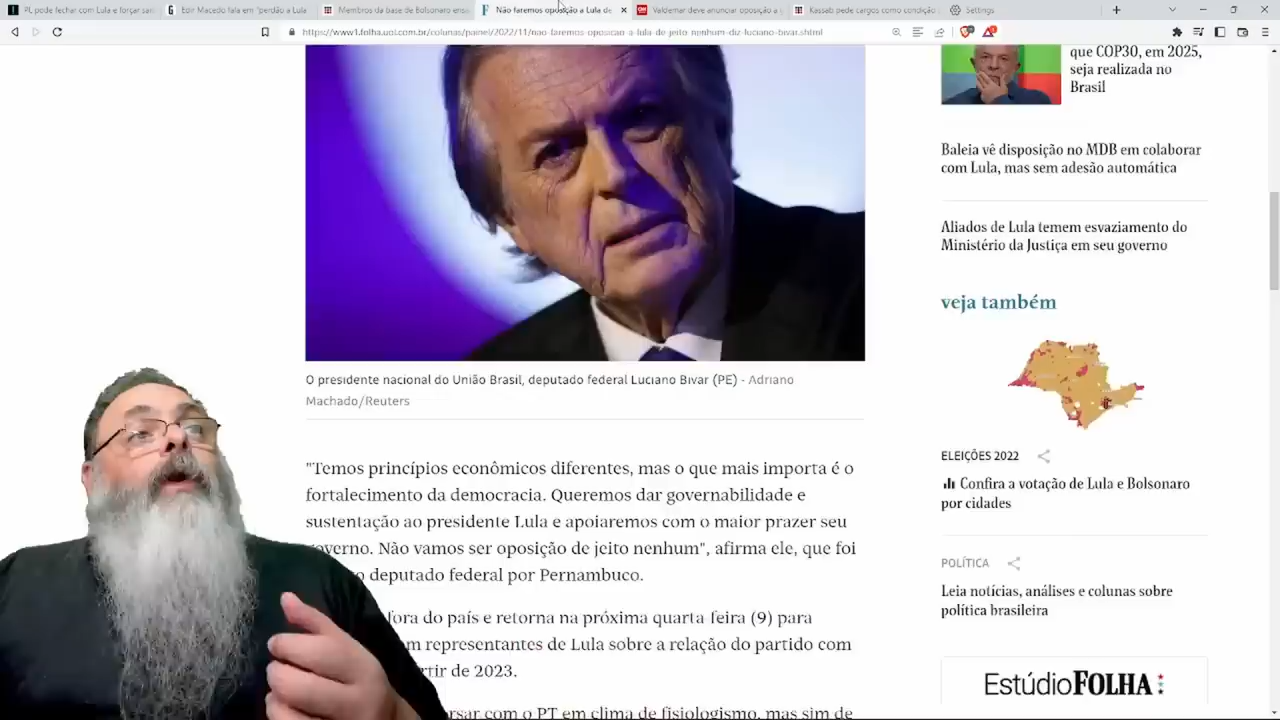 PL pode fechar com Lula e forçar saí
Edir Macedo fala em "perdão a Lula
Membros da base de Bolsonaro ens
Não faremos oposição a Lula de
Valdemar deve anunciar oposição a g
Kassab pede cargos como condição
Settings
https://www1.folha.uol.com.br/colunas/painel/2022/11/nao-faremos-oposicao-a-lula-de-jeito-nenhum-diz-luciano-bivar.shtml
que COP30, em 2025,
seja realizada no
Brasil
Baleia vê disposição no MDB em colaborar
com Lula, mas sem adesão automática
Aliados de Lula temem esvaziamento do
Ministério da Justiça em seu governo
veja também
O presidente nacional do União Brasil, deputado federal Luciano Bivar (PE) - Adriano
Machado/Reuters
ELEIÇÕES 2022
Confira a votação de Lula e Bolsonaro
por cidades
"Temos princípios econômicos diferentes, mas o que mais importa é o
fortalecimento da democracia. Queremos dar governabilidade e
sustentação ao presidente Lula e apoiaremos com o maior prazer seu
governo. Não vamos ser oposição de jeito nenhum", afirma ele, que foi
deputado federal por Pernambuco.
POLÍTICA
Leia notícias, análises e colunas sobre
política brasileira
fora do país e retorna na próxima quarta-feira (9) para
representantes de Lula sobre a relação do partido com
de 2023.
com o PT em clima de fisiologismo, mas sim de
Estúdio FOLHA